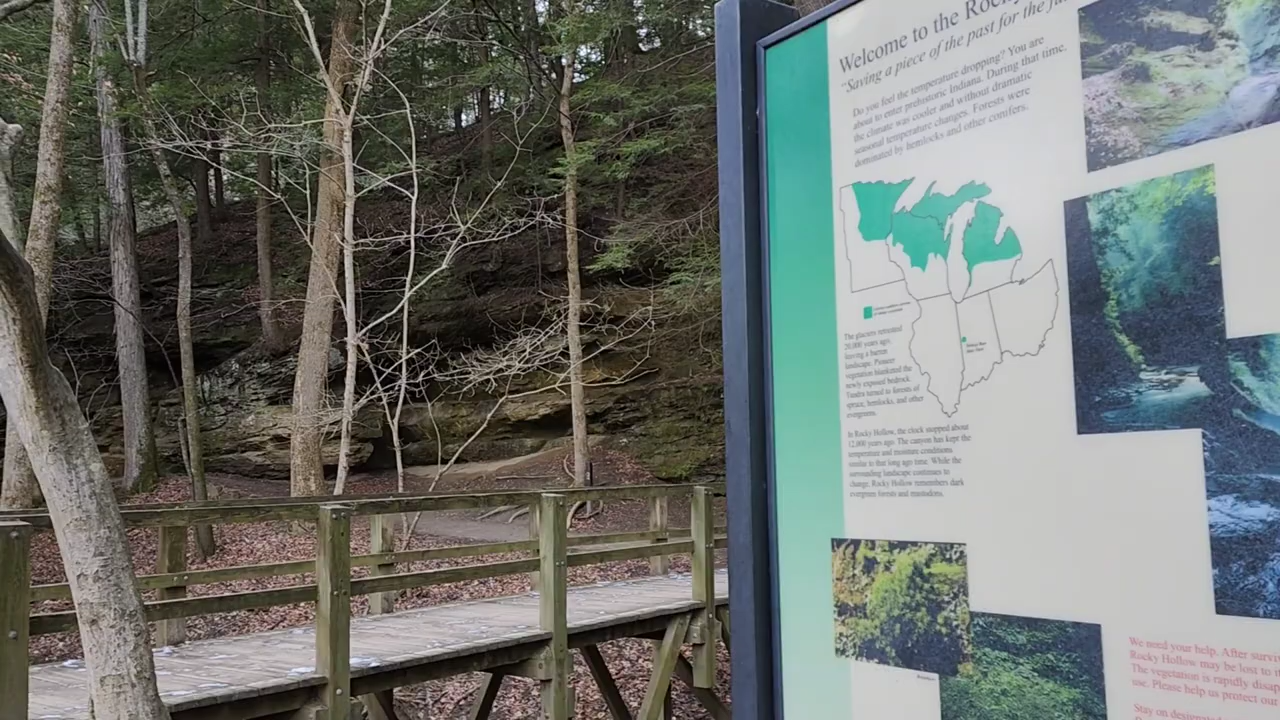 Welcome to the Rocky
"Saving a piece of the past for the fu
Do you feel the temperature dropping? You are
about to enter prehistoric Indiana. During that time,
the climate was cooler and without dramatic
seasonal temperature changes. Forests were
dominated by hemlocks and other conifers.
The glaciers retreated
20,000 years ago,
leaving a barren
landscape. Pioneer
vegetation blanketed the
newly exposed bedrock.
Tundra turned to forests of
spruce, hemlocks, and other
evergreens.
In Rocky Hollow, the clock stopped about
12,000 years ago. The canyon has kept the
temperature and moisture conditions
similar to that long ago time. While the
surrounding landscape continues to
change, Rocky Hollow remembers dark
evergreen forests and mastodons.
We need your help. After surviv
Rocky Hollow may be lost to
The vegetation is rapidly disap
use. Please help us protect our
Stay on design